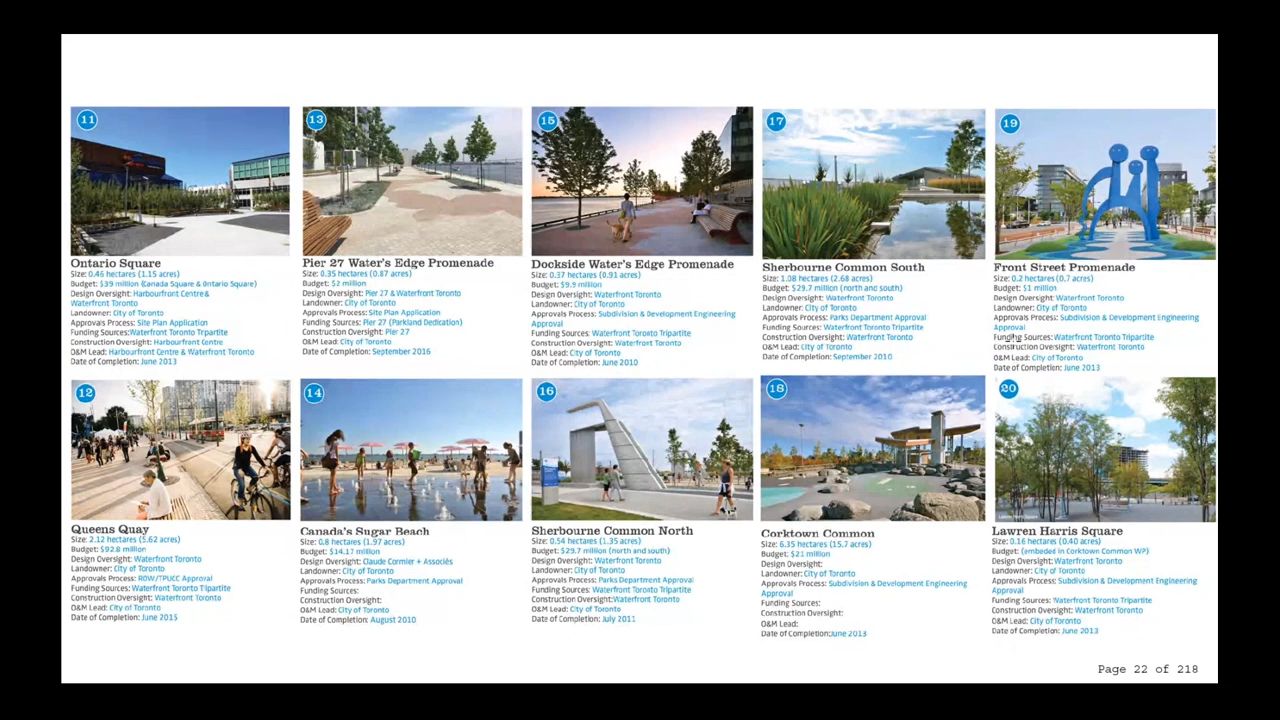 11
Ontario Square
Size: 0.46 hectares (1.15 acres)
Budget: $39 million (Canada Square & Ontario Square)
Design Oversight: Harbourfront Centre &
Waterfront Toronto
Landowner: City of Toronto
Approvals Process: Site Plan Application
Funding Sources:Waterfront Toronto Tripartite
Construction Oversight: Harbourfront Centre
O&M Lead: Harbourfront Centre & Waterfront Toronto
Date of Completion: June 2013
13
Pier 27 Water's Edge Promenade
Size: 0.35 hectares (0.87 acres)
Budget: $2 million
Design Oversight: Pier 27 & Waterfront Toronto
Landowner: City of Toronto
Approvals Process: Site Plan Application
Funding Sources: Pier 27 (Parkland Dedication)
Construction Oversight: Pier 27
O&M Lead: City of Toronto
Date of Completion: September 2016
15
Dockside Water's Edge Promenade
Size: 0.37 hectares (0.91 acres)
Budget: $9.9 million
Design Oversight: Waterfront Toronto
Landowner: City of Toronto
Approvals Process: Subdivision & Development Engineering
Approval
Funding Sources: Waterfront Toronto Tripartite
Construction Oversight: Waterfront Toronto
O&M Lead: City of Toronto
Date of Completion: June 2010
17
Sherbourne Common South
Size: 1.08 hectares (2.68 acres)
Budget: $29.7 million (north and south)
Design Oversight: Waterfront Toronto
Landowner: City of Toronto
Approvals Process: Parks Department Approval
Funding Sources: Waterfront Toronto Tripartite
Construction Oversight: Waterfront Toronto
O&M Lead: City of Toronto
Date of Completion: September 2010
19
Front Street Promenade
Size: 0.2 hectares (0.7 acres)
Budget: $1 million
Design Oversight: Waterfront Toronto
Landowner: City of Toronto
Approvals Process: Subdivision & Development Engineering
Approval
Funding Sources: Waterfront Toronto Tripartite
Construction Oversight: Waterfront Toronto
O&M Lead: City of Toronto
Date of Completion: June 2013
12
Queens Quay
Size: 2.12 hectares (5.62 acres)
Budget: $92.8 million
Design Oversight: Waterfront Toronto
Landowner: City of Toronto
Approvals Process: ROW/TPUCC Approral
Funding Sources: Waterfront Toronto Tripartite
Construction Oversight: Waterfront Toronto
O&M Lead: City of Toronto
Date of Completion: June 2015
14
Canada's Sugar Beach
Size: 0.8 hectares (1.97 acres)
Budget: $14.17 million
Design Oversight: Claude Cormier + Associés
Landowner: City of Toronto
Approvals Process: Parks Department Approval
Funding Sources:
Construction Oversight:
O&M Lead: City of Toronto
Date of Completion: August 2010
16
Sherbourne Common North
Size: 0.54 hectares (1.35 acres)
Budget: $29.7 million (north and south)
Design Oversight: Waterfront Toronto
Landowner: City of Toronto
Approvals Process: Parks Department Approval
Funding Sources: Waterfront Toronto Tripartite
Construction Oversight:Waterfront Toronto
O&M Lead: City of Toronto
Date of Completion: July 2011
18
Corktown Common
Size: 6.35 hectares (15.7 acres)
Budget: $21 million
Design Oversight:
Landowner: City of Toronto
Approvals Process: Subdivision & Development Engineering
Approval
Funding Sources:
Construction Oversight:
O&M Lead:
Date of Completion:June 2013
20
Lawren Harris Square
Size: 0.16 hectares (0.40 acres)
Budget: (embeded in Corktown Common WP)
Design Oversight: Waterfront Toronto
Landowner: City of Toronto
Approvals Process: Subdivision & Development Engineering
Approval
Funding Sources: Waterfront Toronto Tripartite
Construction Oversight: Waterfront Toronto
O&M Lead: City of Toronto
Date of Completion: June 2013
Page 22 of 218